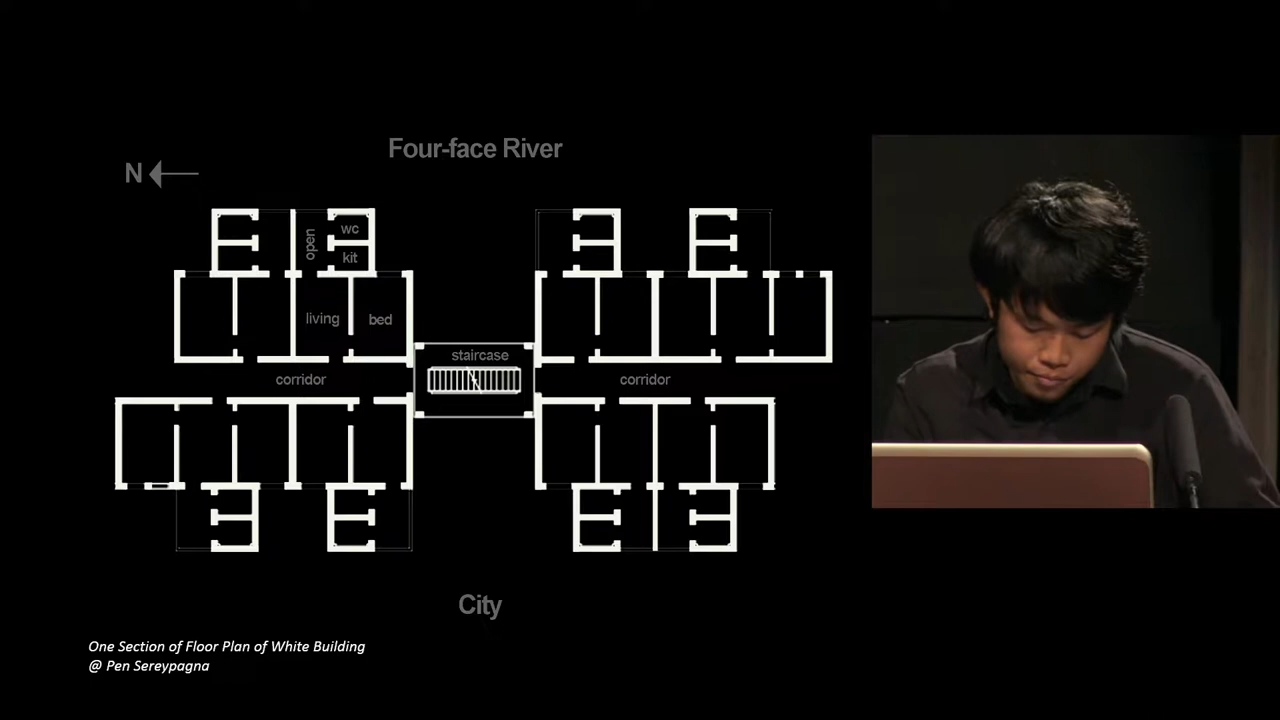 Four-face River
N
open
wc
kit
living
bed
staircase
corridor
corridor
City
One Section of Floor Plan of White Building
@ Pen Sereypagna